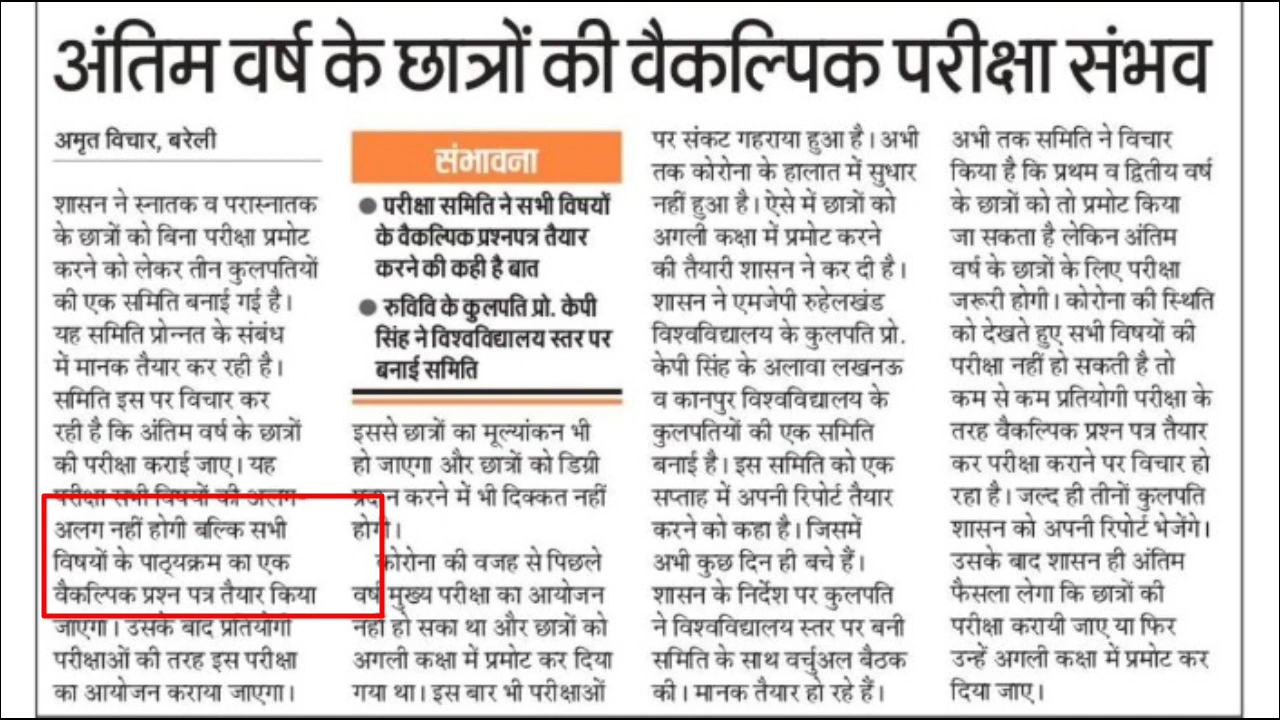 अंतिम वर्ष के छात्रों की वैकल्पिक परीक्षा संभव
अमृत विचार, बरेली
शासन ने स्नातक व परास्नातक
के छात्रों को बिना परीक्षा प्रमोट
करने को लेकर तीन कुलपतियों
की एक समिति बनाई गई है।
यह समिति प्रोन्नत के संबंध
में मानक तैयार कर रही है।
समिति इस पर विचार कर
रही है कि अंतिम वर्ष के छात्रों
की परीक्षा कराई जाए। यह
परीक्षा सभी विषयों की अलग-
अलग नहीं होगी बल्कि सभी
विषयों के पाठ्यक्रम का एक
वैकल्पिक प्रश्न पत्र तैयार किया
जाएगा। उसके बाद प्रतियोगी
परीक्षाओं की तरह इस परीक्षा
का आयोजन कराया जाएगा।
संभावना
● परीक्षा समिति ने सभी विषयों
के वैकल्पिक प्रश्नपत्र तैयार
करने की कही है बात
● रुविवि के कुलपति प्रो. केपी
सिंह ने विश्वविद्यालय स्तर पर
बनाई समिति
इससे छात्रों का मूल्यांकन भी
हो जाएगा और छात्रों को डिग्री
प्रदान करने में भी दिक्कत नहीं
होगी।
कोरोना की वजह से पिछले
वर्ष मुख्य परीक्षा का आयोजन
नहीं हो सका था और छात्रों को
अगली कक्षा में प्रमोट कर दिया
गया था। इस बार भी परीक्षाओं
पर संकट गहराया हुआ है। अभी
तक कोरोना के हालात में सुधार
नहीं हुआ है। ऐसे में छात्रों को
अगली कक्षा में प्रमोट करने
की तैयारी शासन ने कर दी है।
शासन ने एमजेपी रुहेलखंड
विश्वविद्यालय के कुलपति प्रो.
केपी सिंह के अलावा लखनऊ
व कानपुर विश्वविद्यालय के
कुलपतियों की एक समिति
बनाई है। इस समिति को एक
सप्ताह में अपनी रिपोर्ट तैयार
करने को कहा है। जिसमें
अभी कुछ दिन ही बचे हैं।
शासन के निर्देश पर कुलपति
ने विश्वविद्यालय स्तर पर बनी
समिति के साथ वर्चुअल बैठक
की। मानक तैयार हो रहे हैं।
अभी तक समिति ने विचार
किया है कि प्रथम व द्वितीय वर्ष
के छात्रों को तो प्रमोट किया
जा सकता है लेकिन अंतिम
वर्ष के छात्रों के लिए परीक्षा
जरूरी होगी। कोरोना की स्थिति
को देखते हुए सभी विषयों की
परीक्षा नहीं हो सकती है तो
कम से कम प्रतियोगी परीक्षा के
तरह वैकल्पिक प्रश्न पत्र तैयार
कर परीक्षा कराने पर विचार हो
रहा है। जल्द ही तीनों कुलपति
शासन को अपनी रिपोर्ट भेजेंगे।
उसके बाद शासन ही अंतिम
फैसला लेगा कि छात्रों की
परीक्षा करायी जाए या फिर
उन्हें अगली कक्षा में प्रमोट कर
दिया जाए।